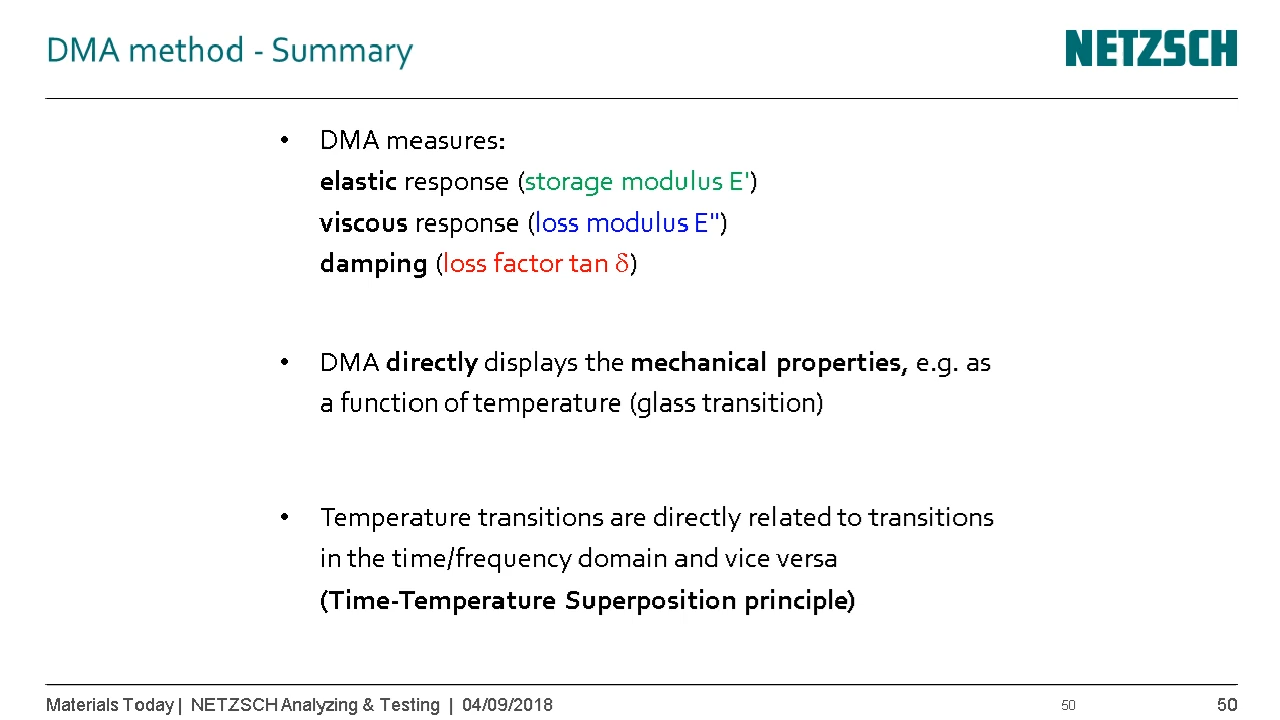 DMA method - Summary
NETZSCH
• DMA measures:
elastic response (storage modulus E')
viscous response (loss modulus E")
damping (loss factor tan δ)
• DMA directly displays the mechanical properties, e.g. as
a function of temperature (glass transition)
• Temperature transitions are directly related to transitions
in the time/frequency domain and vice versa
(Time-Temperature Superposition principle)
Materials Today | NETZSCH Analyzing & Testing | 04/09/2018
50
50